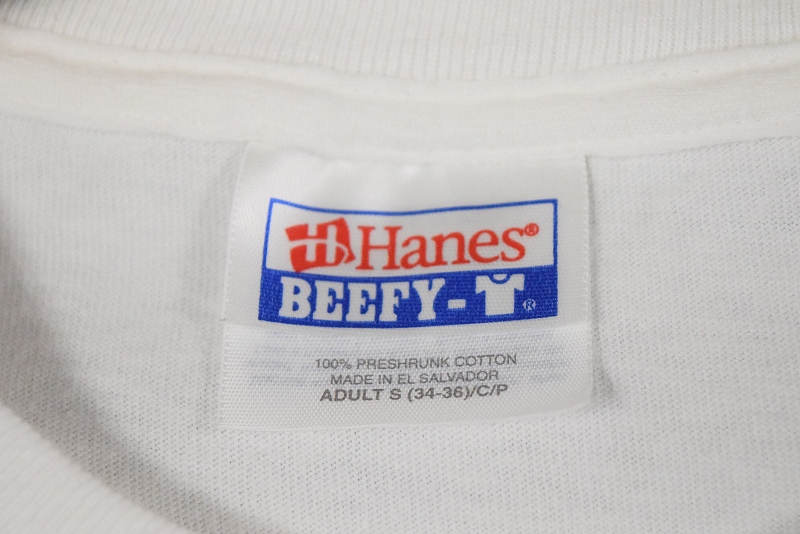 Hanes®
BEEFY-T®
100% PRESHRUNK COTTON
MADE IN EL SALVADOR
ADULT S (34-36)/C/P